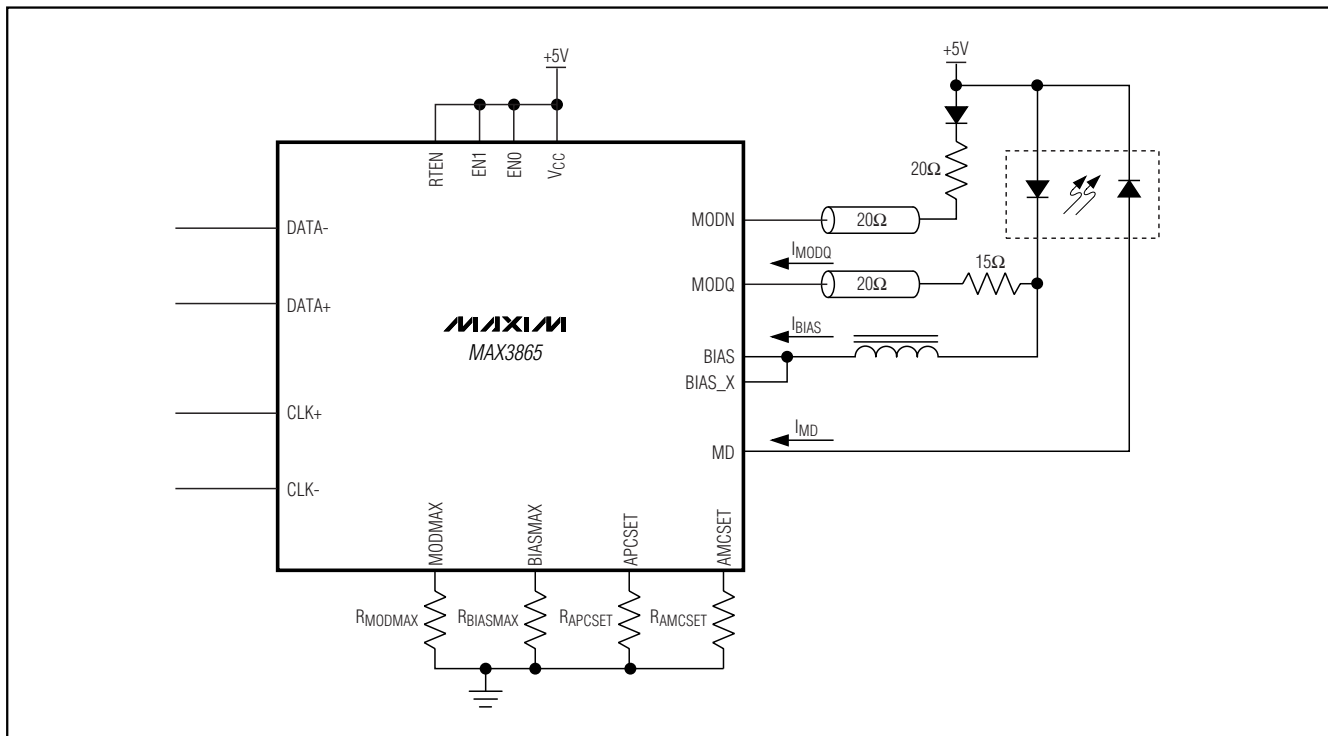 +5V
+5V
RTEN
EN1
EN0
VCC
20Ω
DATA-
MODN
20Ω
IMODQ
15Ω
DATA+
MODQ
20Ω
MAXIM
MAX3865
IBIAS
BIAS
BIAS_X
CLK+
IMD
MD
CLK-
MODMAX
BIASMAX
APCSET
AMCSET
RMODMAX
RBIASMAX
RAPCSET
RAMCSET